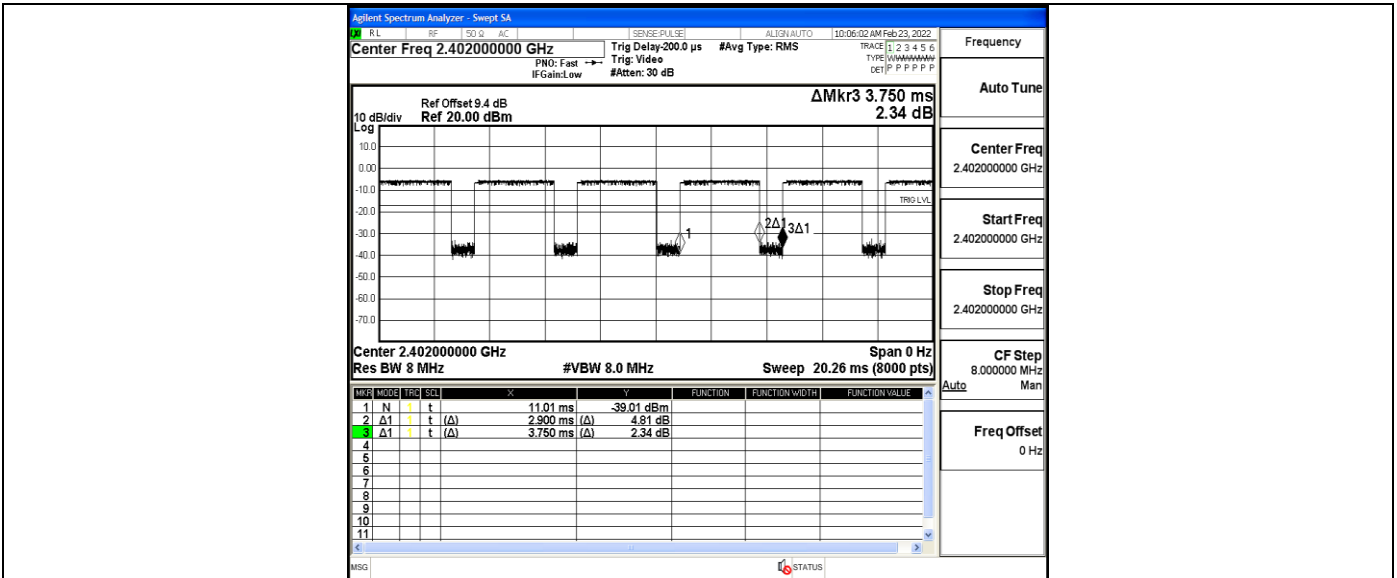 Agilent Spectrum Analyzer - Swept SA
LXI RL RF 50 Ω AC SENSE:PULSE ALIGN AUTO 10:06:02 AM Feb 23, 2022
Center Freq 2.402000000 GHz
PNO: Fast
IFGain:Low
Trig Delay-200.0 µs
Trig: Video
#Atten: 30 dB
#Avg Type: RMS
TRACE 1 2 3 4 5 6
TYPE WWWWWW
DET P P P P P P
Frequency
Auto Tune
Center Freq
2.402000000 GHz
Start Freq
2.402000000 GHz
Stop Freq
2.402000000 GHz
CF Step
8.000000 MHz
Auto Man
Freq Offset
0 Hz
ΔMkr3 3.750 ms
2.34 dB
Ref Offset 9.4 dB
10 dB/div Ref 20.00 dBm
Log
10.0
0.00
-10.0
TRIG LVL
-20.0
2Δ1
3Δ1
1
-30.0
-40.0
-50.0
-60.0
-70.0
Center 2.402000000 GHz Span 0 Hz
Res BW 8 MHz #VBW 8.0 MHz Sweep 20.26 ms (8000 pts)
MKR MODE TRC SCL X Y FUNCTION FUNCTION WIDTH FUNCTION VALUE
1 N 1 t 11.01 ms -39.01 dBm
2 Δ1 1 t (Δ) 2.900 ms (Δ) 4.81 dB
3 Δ1 1 t (Δ) 3.750 ms (Δ) 2.34 dB
4
5
6
7
8
9
10
11
MSG STATUS